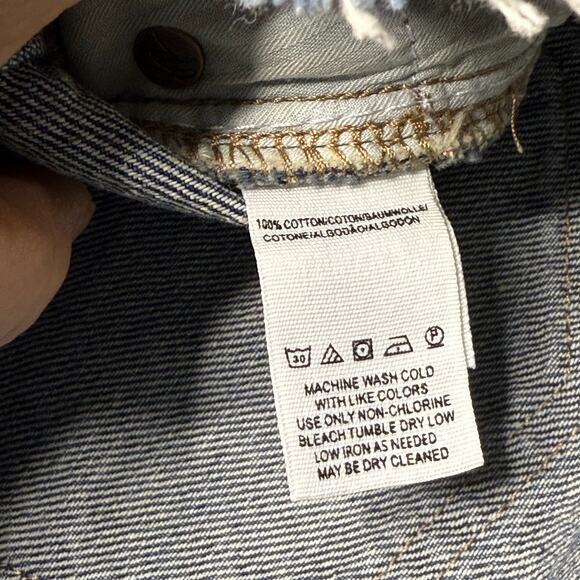 100% COTTON/COTON/BAUMWOLLE/
COTONE/ALGODÃO/ALGODÓN
30 P
MACHINE WASH COLD
WITH LIKE COLORS
USE ONLY NON-CHLORINE
BLEACH TUMBLE DRY LOW
LOW IRON AS NEEDED
MAY BE DRY CLEANED